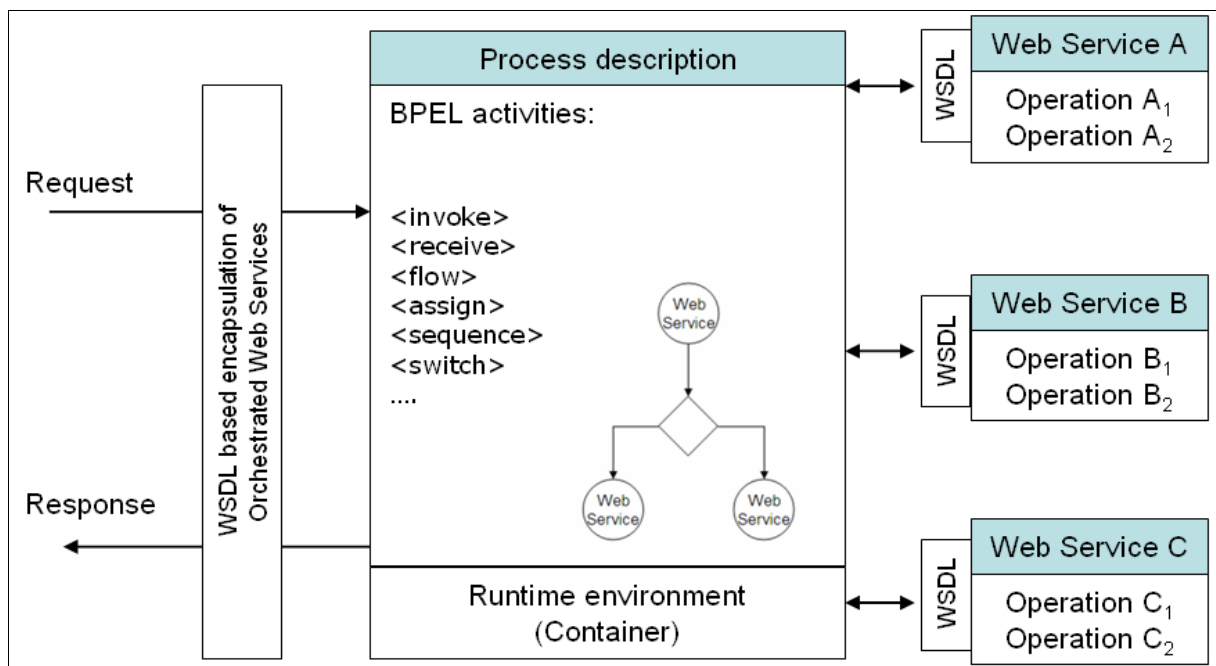 Request
Response
WSDL based encapsulation of
Orchestrated Web Services
Process description
BPEL activities:
<invoke>
<receive>
<flow>
<assign>
<sequence>
<switch>
....
Web
Service
Web
Service
Web
Service
Runtime environment
(Container)
WSDL
Web Service A
Operation A₁
Operation A₂
WSDL
Web Service B
Operation B₁
Operation B₂
WSDL
Web Service C
Operation C₁
Operation C₂